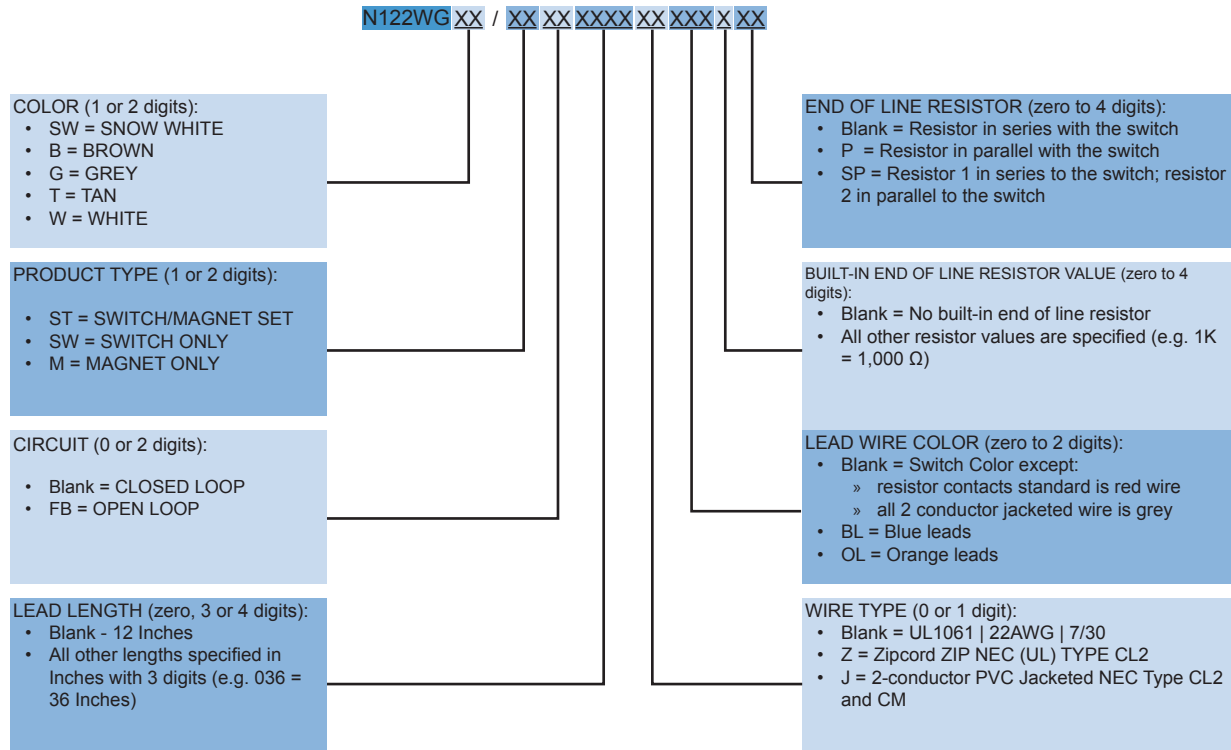 N122WG XX / XX XX XXXX XX XXX X XX
COLOR (1 or 2 digits):
• SW = SNOW WHITE
• B = BROWN
• G = GREY
• T = TAN
• W = WHITE
PRODUCT TYPE (1 or 2 digits):
• ST = SWITCH/MAGNET SET
• SW = SWITCH ONLY
• M = MAGNET ONLY
CIRCUIT (0 or 2 digits):
• Blank = CLOSED LOOP
• FB = OPEN LOOP
LEAD LENGTH (zero, 3 or 4 digits):
• Blank - 12 Inches
• All other lengths specified in
Inches with 3 digits (e.g. 036 =
36 Inches)
END OF LINE RESISTOR (zero to 4 digits):
• Blank = Resistor in series with the switch
• P = Resistor in parallel with the switch
• SP = Resistor 1 in series to the switch; resistor
2 in parallel to the switch
BUILT-IN END OF LINE RESISTOR VALUE (zero to 4
digits):
• Blank = No built-in end of line resistor
• All other resistor values are specified (e.g. 1K
= 1,000 Ω)
LEAD WIRE COLOR (zero to 2 digits):
• Blank = Switch Color except:
» resistor contacts standard is red wire
» all 2 conductor jacketed wire is grey
• BL = Blue leads
• OL = Orange leads
WIRE TYPE (0 or 1 digit):
• Blank = UL1061 | 22AWG | 7/30
• Z = Zipcord ZIP NEC (UL) TYPE CL2
• J = 2-conductor PVC Jacketed NEC Type CL2
and CM